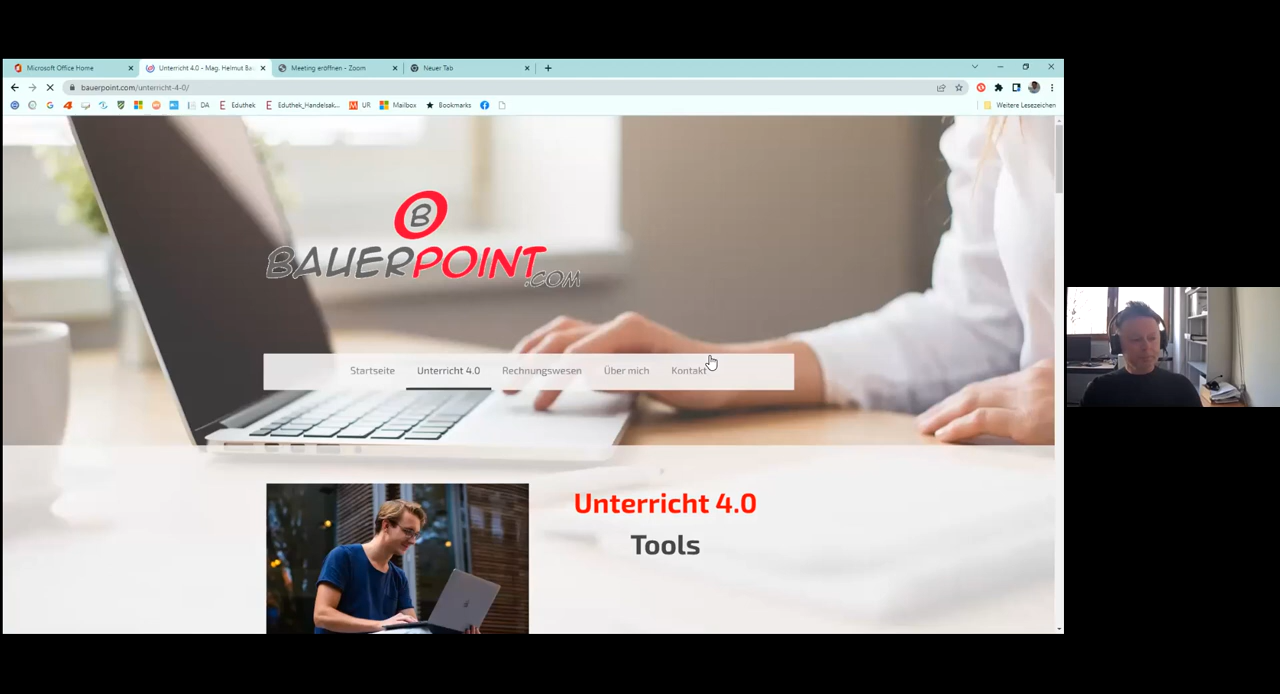 Microsoft Office Home
Unterricht 4.0 - Mag. Helmut Ba
Meeting eröffnen - Zoom
Neuer Tab
bauerpoint.com/unterricht-4-0/
DA
Eduthek
Eduthek_Handelsak...
UR
Mailbox
Bookmarks
Weitere Lesezeichen
B
BAUERPOINT.COM
Startseite
Unterricht 4.0
Rechnungswesen
Über mich
Kontakt
Unterricht 4.0
Tools